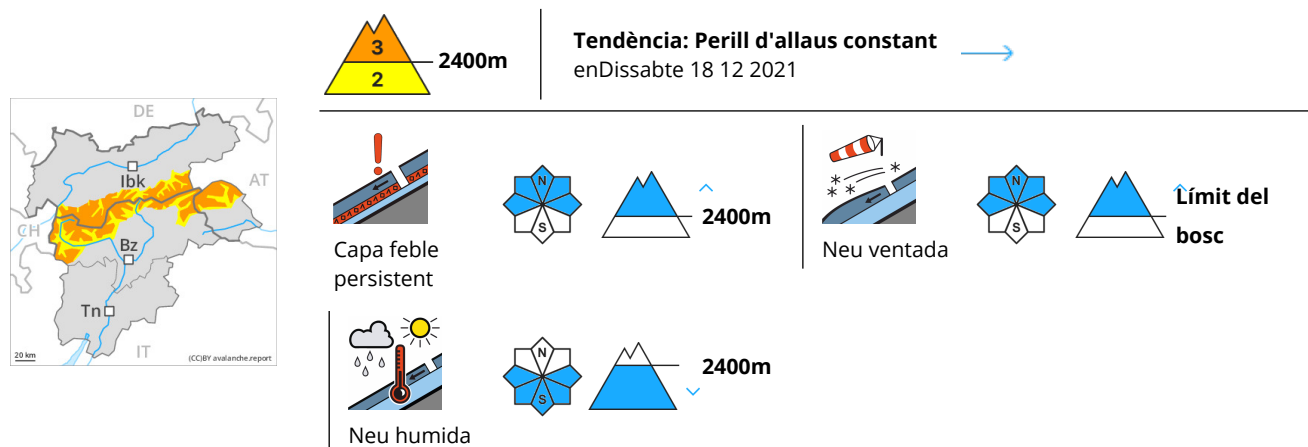 3
2
2400m
Tendència: Perill d'allaus constant
enDissabte 18 12 2021
DE
Ibk
AT
CH
Bz
Tn
IT
20 km
(CC)BY avalanche.report
N
S
2400m
Capa feble
persistent
N
S
Límit del
bosc
Neu ventada
N
S
2400m
Neu humida